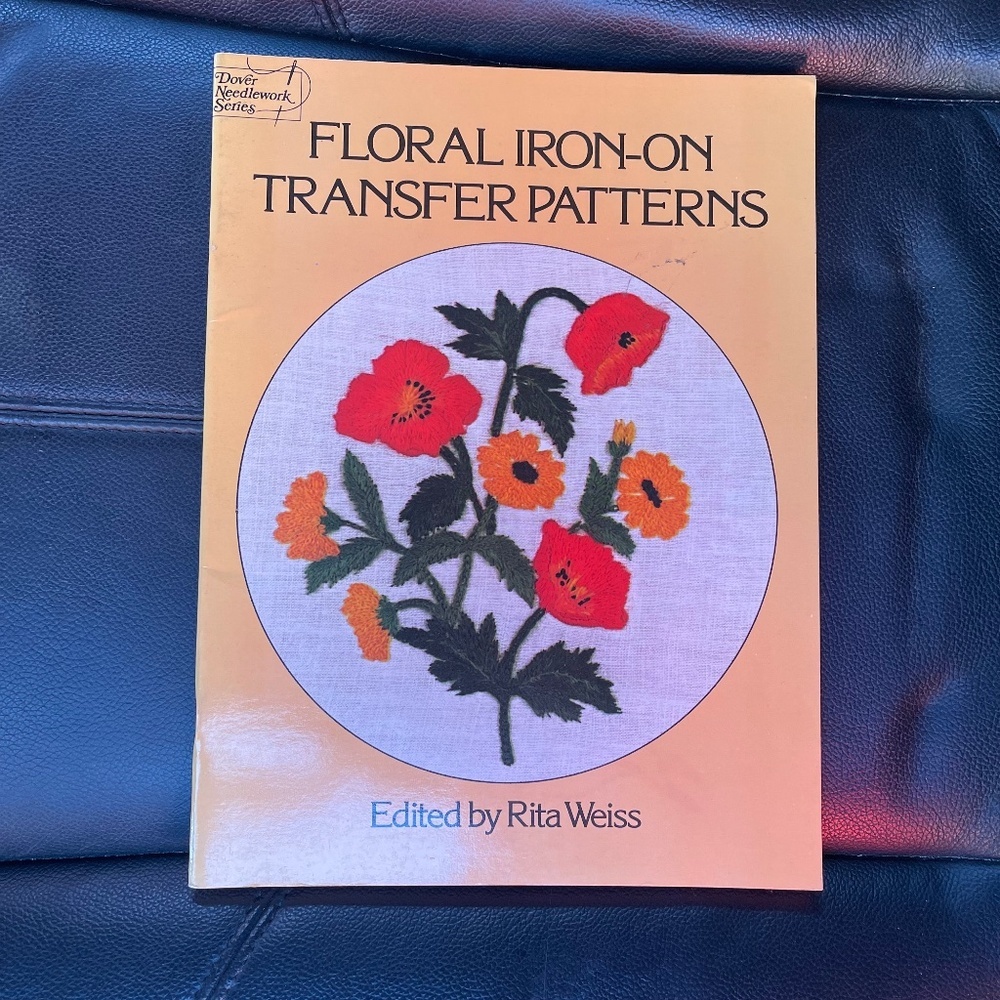 Dover
Needlework
Series
FLORAL IRON-ON
TRANSFER PATTERNS
Edited by Rita Weiss